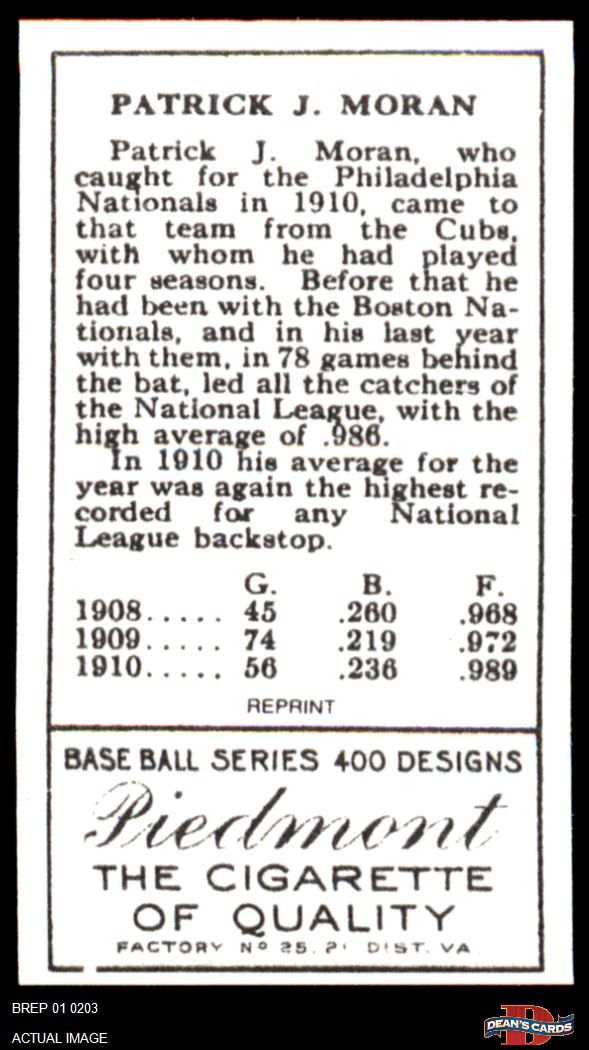 PATRICK J. MORAN
Patrick J. Moran, who
caught for the Philadelphia
Nationals in 1910, came to
that team from the Cubs,
with whom he had played
four seasons. Before that he
had been with the Boston Na-
tionals, and in his last year
with them, in 78 games behind
the bat, led all the catchers of
the National League, with the
high average of .986.
In 1910 his average for the
year was again the highest re-
corded for any National
League backstop.
G. B. F.
1908...... 45 .260 .968
1909...... 74 .219 .972
1910...... 56 .236 .989
REPRINT
BASE BALL SERIES 400 DESIGNS
Piedmont
THE CIGARETTE
OF QUALITY
FACTORY Nº 25. DIST. VA
BREP 01 0203
ACTUAL IMAGE
D
DEAN'S CARDS